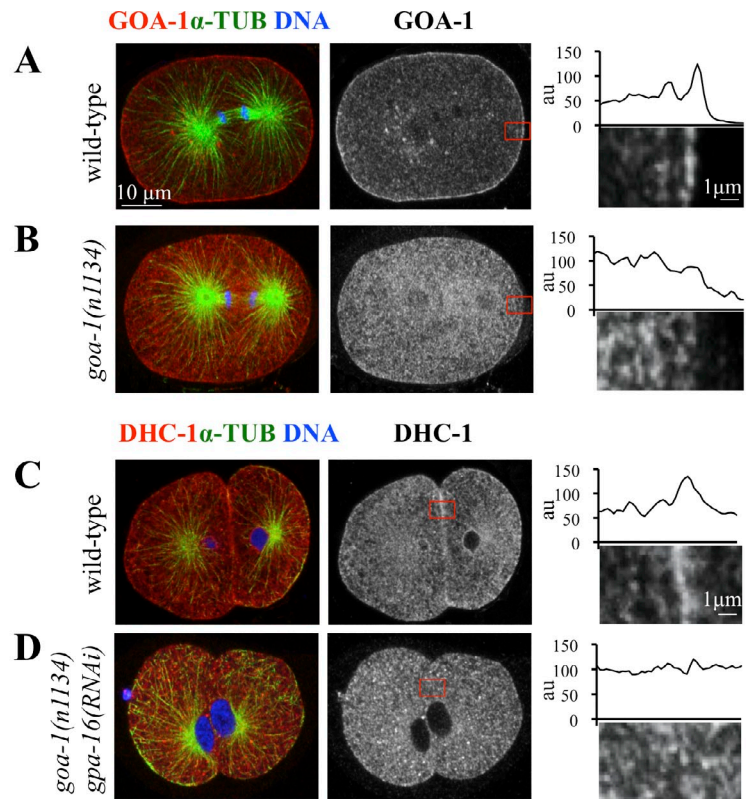 GOA-1α-TUB DNA GOA-1
A
wild-type
10 μm
au
150
100
50
0
1μm
B
goa-1(n1134)
au
150
100
50
0
DHC-1α-TUB DNA DHC-1
C
wild-type
au
150
100
50
0
1μm
D
goa-1(n1134)
gpa-16(RNAi)
au
150
100
50
0